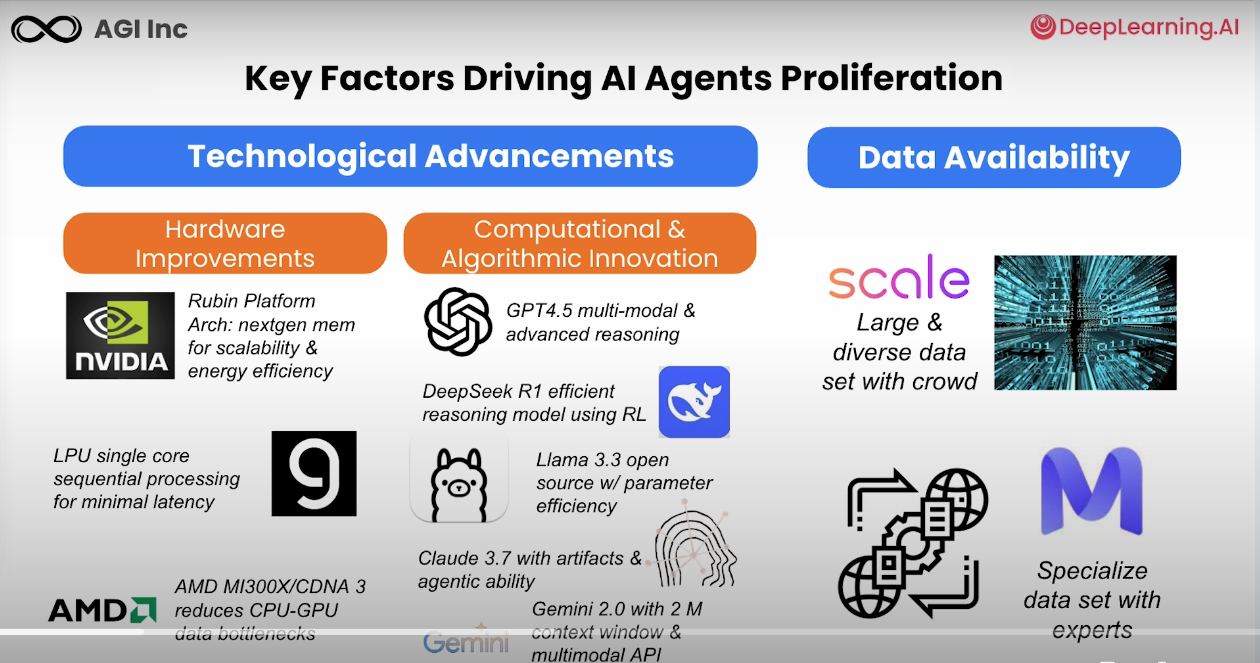 AGI Inc
DeepLearning.AI
Key Factors Driving AI Agents Proliferation
Technological Advancements
Hardware
Improvements
NVIDIA
Rubin Platform
Arch: nextgen mem
for scalability &
energy efficiency
LPU single core
sequential processing
for minimal latency
AMD
AMD MI300X/CDNA 3
reduces CPU-GPU
data bottlenecks
Computational &
Algorithmic Innovation
GPT4.5 multi-modal &
advanced reasoning
DeepSeek R1 efficient
reasoning model using RL
Llama 3.3 open
source w/ parameter
efficiency
Claude 3.7 with artifacts &
agentic ability
Gemini
Gemini 2.0 with 2 M
context window &
multimodal API
Data Availability
scale
Large &
diverse data
set with crowd
Specialize
data set with
experts